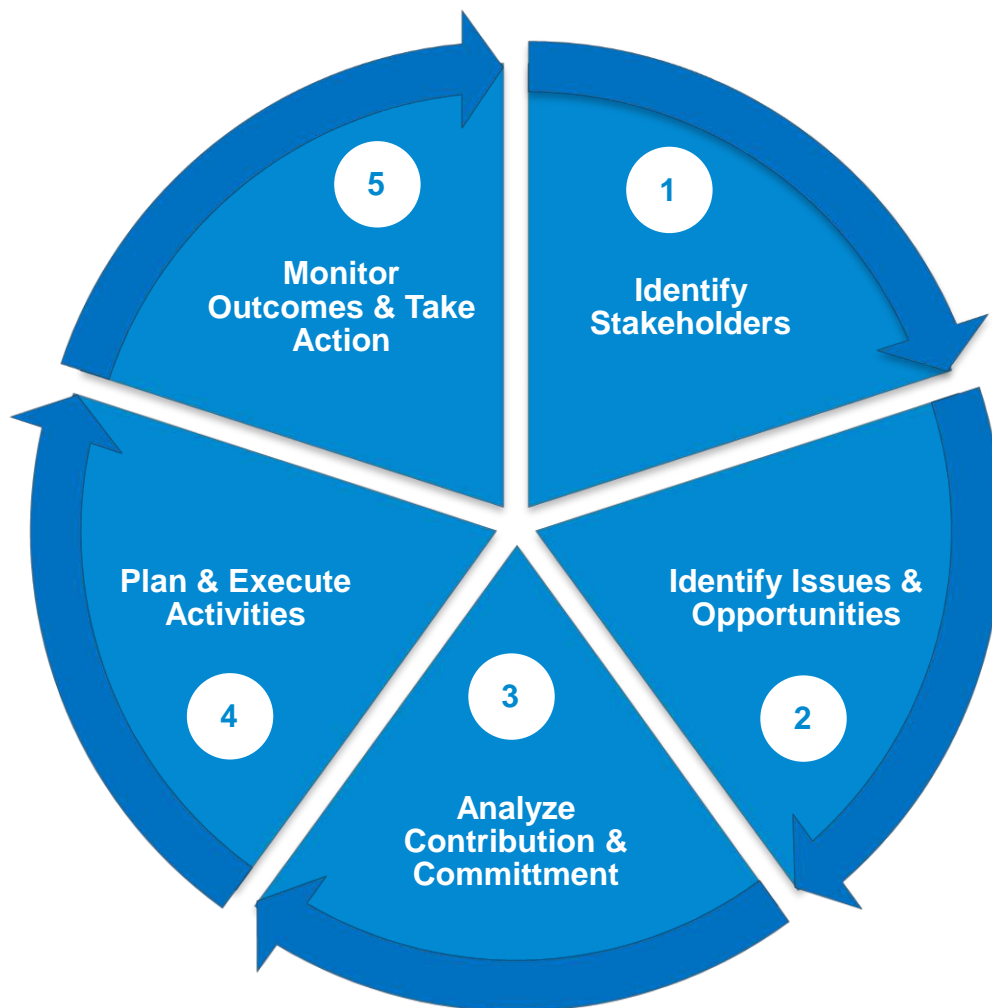 1
Identify
Stakeholders
2
Identify Issues &
Opportunities
3
Analyze
Contribution &
Committment
4
Plan & Execute
Activities
5
Monitor
Outcomes & Take
Action